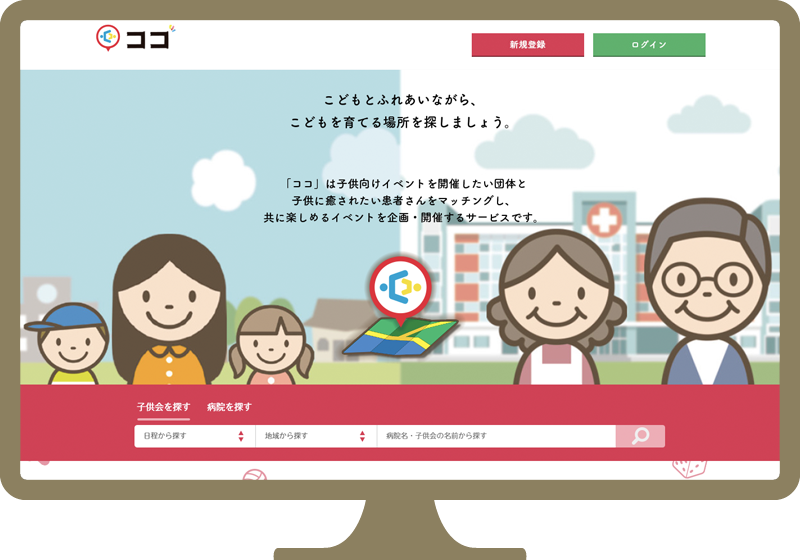 ココ
新規登録
ログイン
こどもとふれあいながら、
こどもを育てる場所を探しましょう。
「ココ」は子供向けイベントを開催したい団体と
子供に癒されたい患者さんをマッチングし、
共に楽しめるイベントを企画・開催するサービスです。
子供会を探す 病院を探す
日程から探す 地域から探す 病院名・子供会の名前から探す